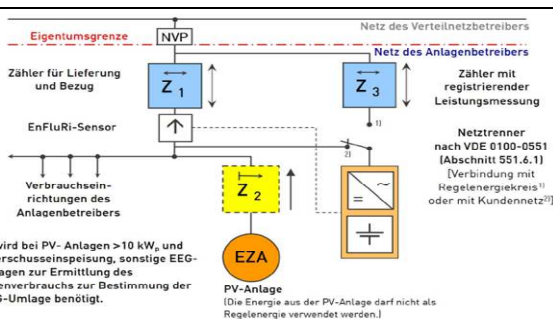 Netz des Verteilnetzbetreibers
Eigentumsgrenze
NVP
Netz des Anlagenbetreibers
Zähler für Lieferung
und Bezug
Z 1
Z 3
Zähler mit
registrierender
Leistungsmessung
1)
EnFluRi-Sensor
2)
Netztrenner
nach VDE 0100-0551
(Abschnitt 551.6.1)
[Verbindung mit
Regelenergiekreis¹⁾
oder mit Kundennetz²⁾]
Verbrauchsein-
richtungen des
Anlagenbetreibers
Z 2
= ~
wird bei PV- Anlagen >10 kWp und
erschusseinspeisung, sonstige EEG-
lagen zur Ermittlung des
enverbrauchs zur Bestimmung der
G-Umlage benötigt.
EZA
PV-Anlage
(Die Energie aus der PV-Anlage darf nicht als
Regelenergie verwendet werden.)